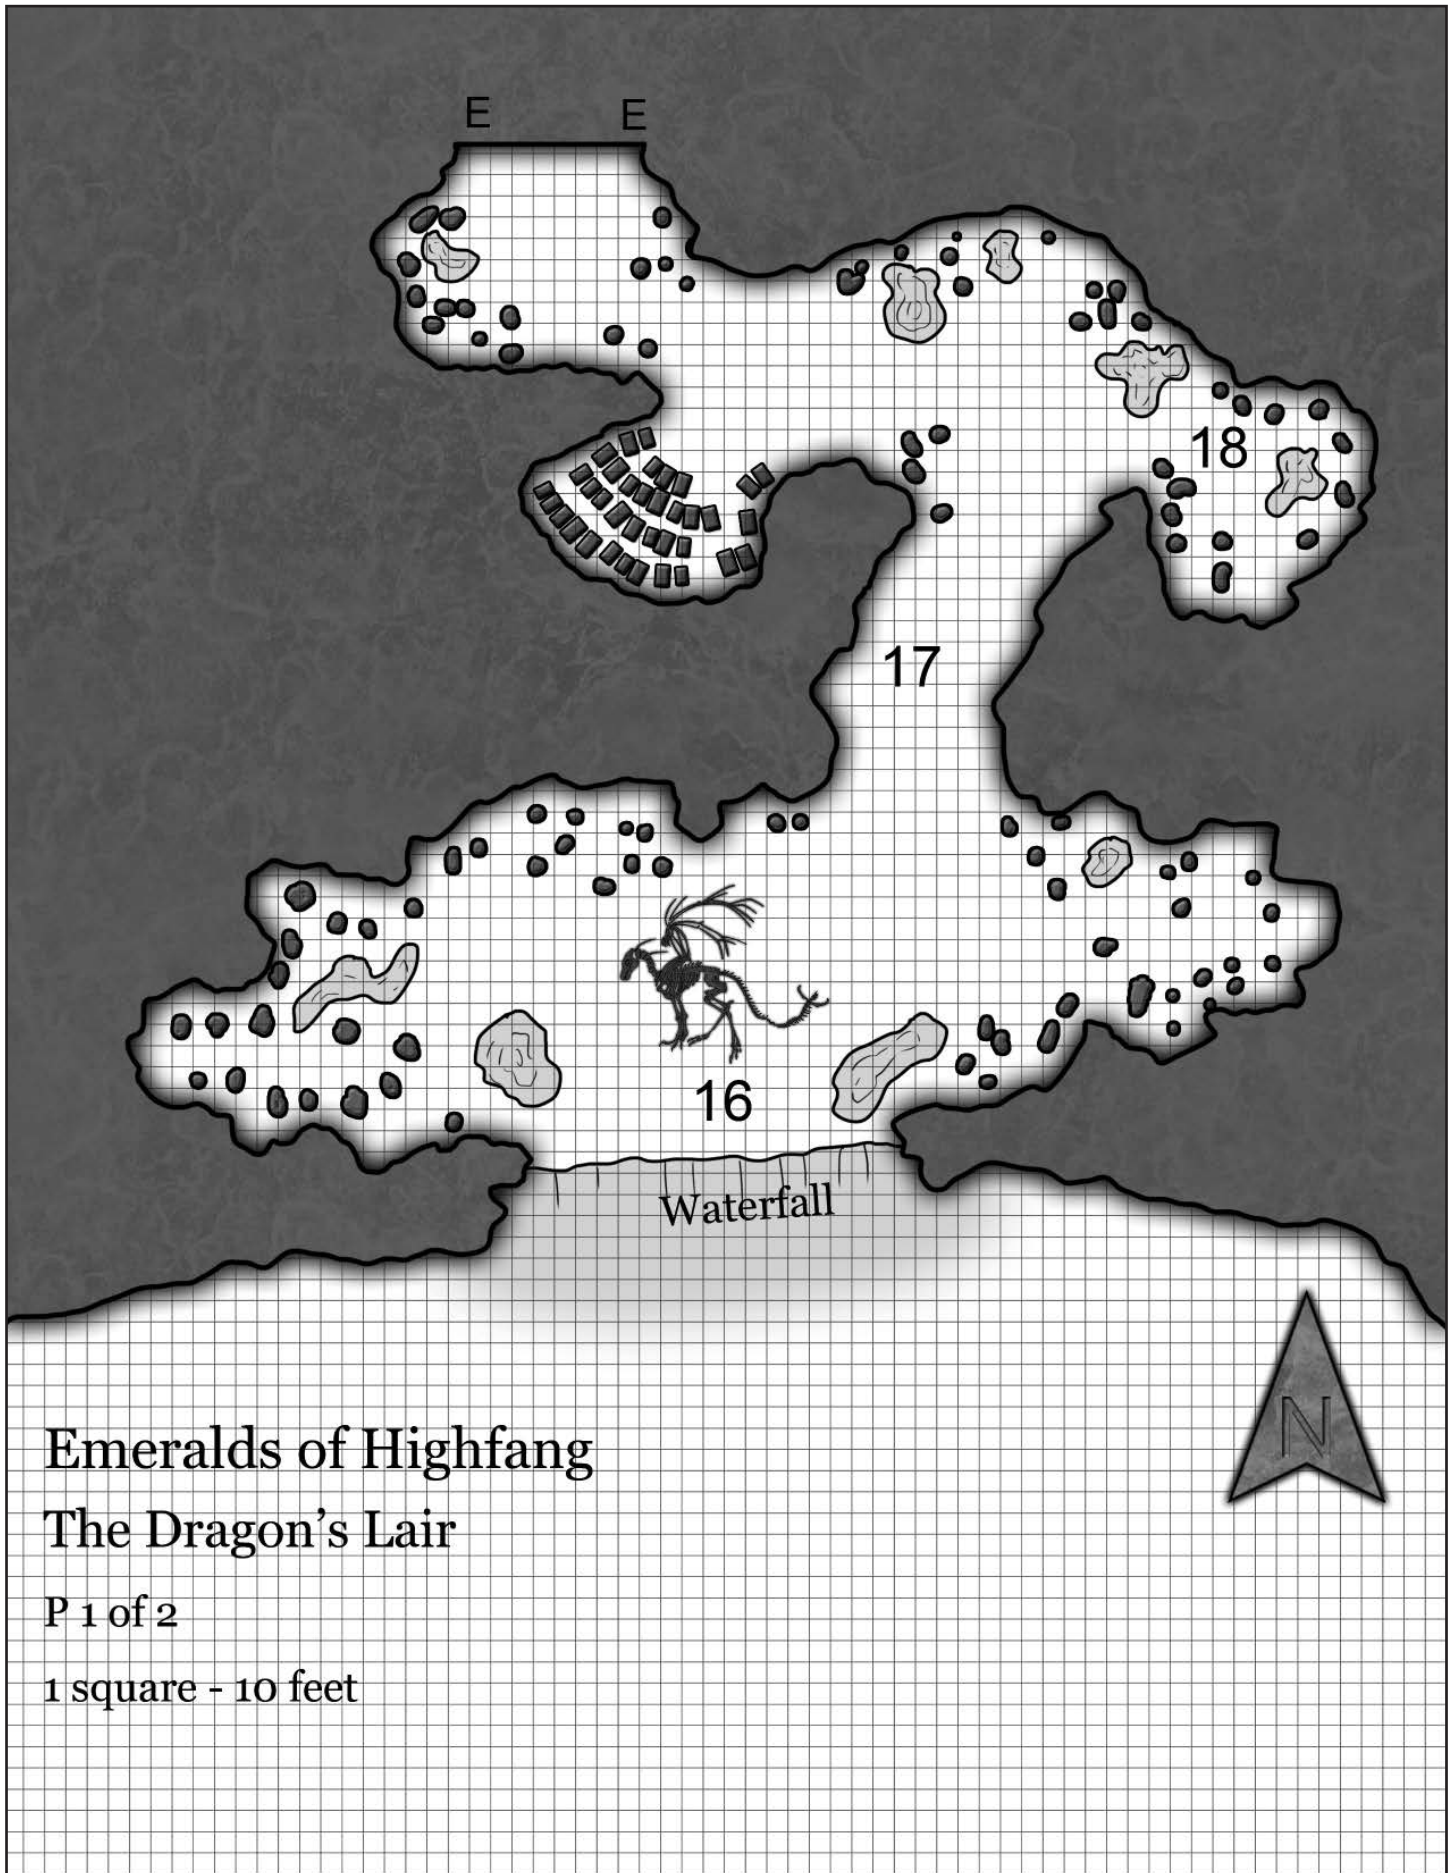 E E
18
17
16
Waterfall
N
Emeralds of Highfang
The Dragon's Lair
P 1 of 2
1 square - 10 feet